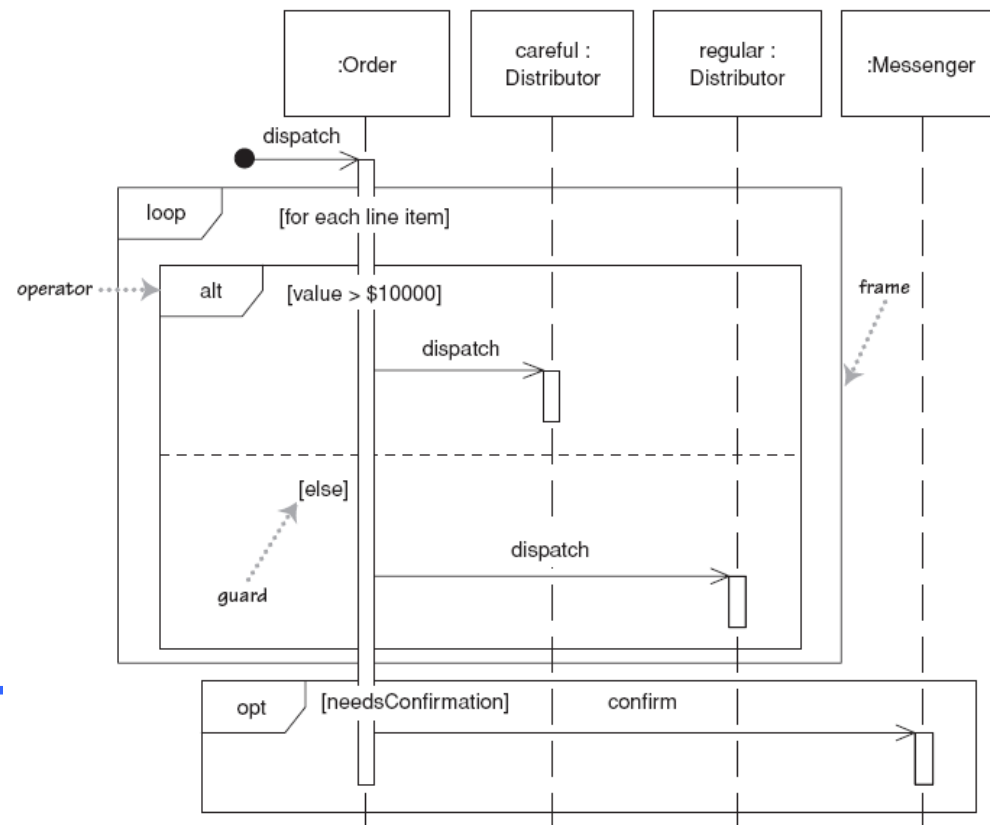 :Order
careful :
Distributor
regular :
Distributor
:Messenger
dispatch
loop
[for each line item]
operator
alt
[value > $10000]
frame
dispatch
[else]
dispatch
guard
opt
[needsConfirmation]
confirm